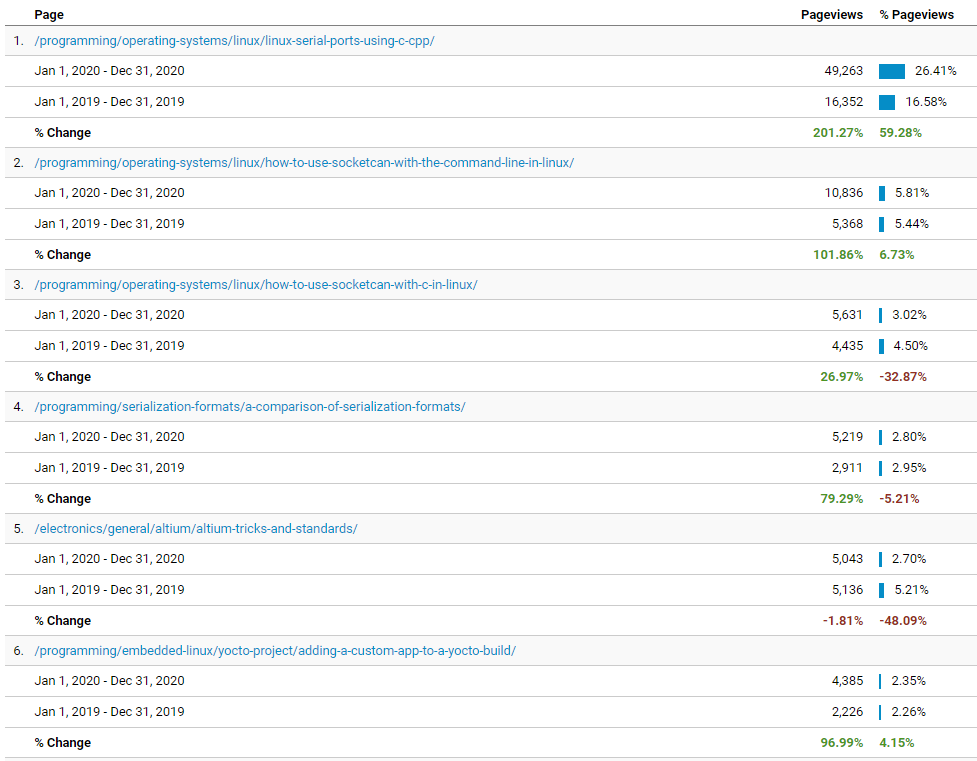 Page Pageviews % Pageviews
1. /programming/operating-systems/linux/linux-serial-ports-using-c-cpp/
Jan 1, 2020 - Dec 31, 2020 49,263 26.41%
Jan 1, 2019 - Dec 31, 2019 16,352 16.58%
% Change 201.27% 59.28%
2. /programming/operating-systems/linux/how-to-use-socketcan-with-the-command-line-in-linux/
Jan 1, 2020 - Dec 31, 2020 10,836 5.81%
Jan 1, 2019 - Dec 31, 2019 5,368 5.44%
% Change 101.86% 6.73%
3. /programming/operating-systems/linux/how-to-use-socketcan-with-c-in-linux/
Jan 1, 2020 - Dec 31, 2020 5,631 3.02%
Jan 1, 2019 - Dec 31, 2019 4,435 4.50%
% Change 26.97% -32.87%
4. /programming/serialization-formats/a-comparison-of-serialization-formats/
Jan 1, 2020 - Dec 31, 2020 5,219 2.80%
Jan 1, 2019 - Dec 31, 2019 2,911 2.95%
% Change 79.29% -5.21%
5. /electronics/general/altium/altium-tricks-and-standards/
Jan 1, 2020 - Dec 31, 2020 5,043 2.70%
Jan 1, 2019 - Dec 31, 2019 5,136 5.21%
% Change -1.81% -48.09%
6. /programming/embedded-linux/yocto-project/adding-a-custom-app-to-a-yocto-build/
Jan 1, 2020 - Dec 31, 2020 4,385 2.35%
Jan 1, 2019 - Dec 31, 2019 2,226 2.26%
% Change 96.99% 4.15%